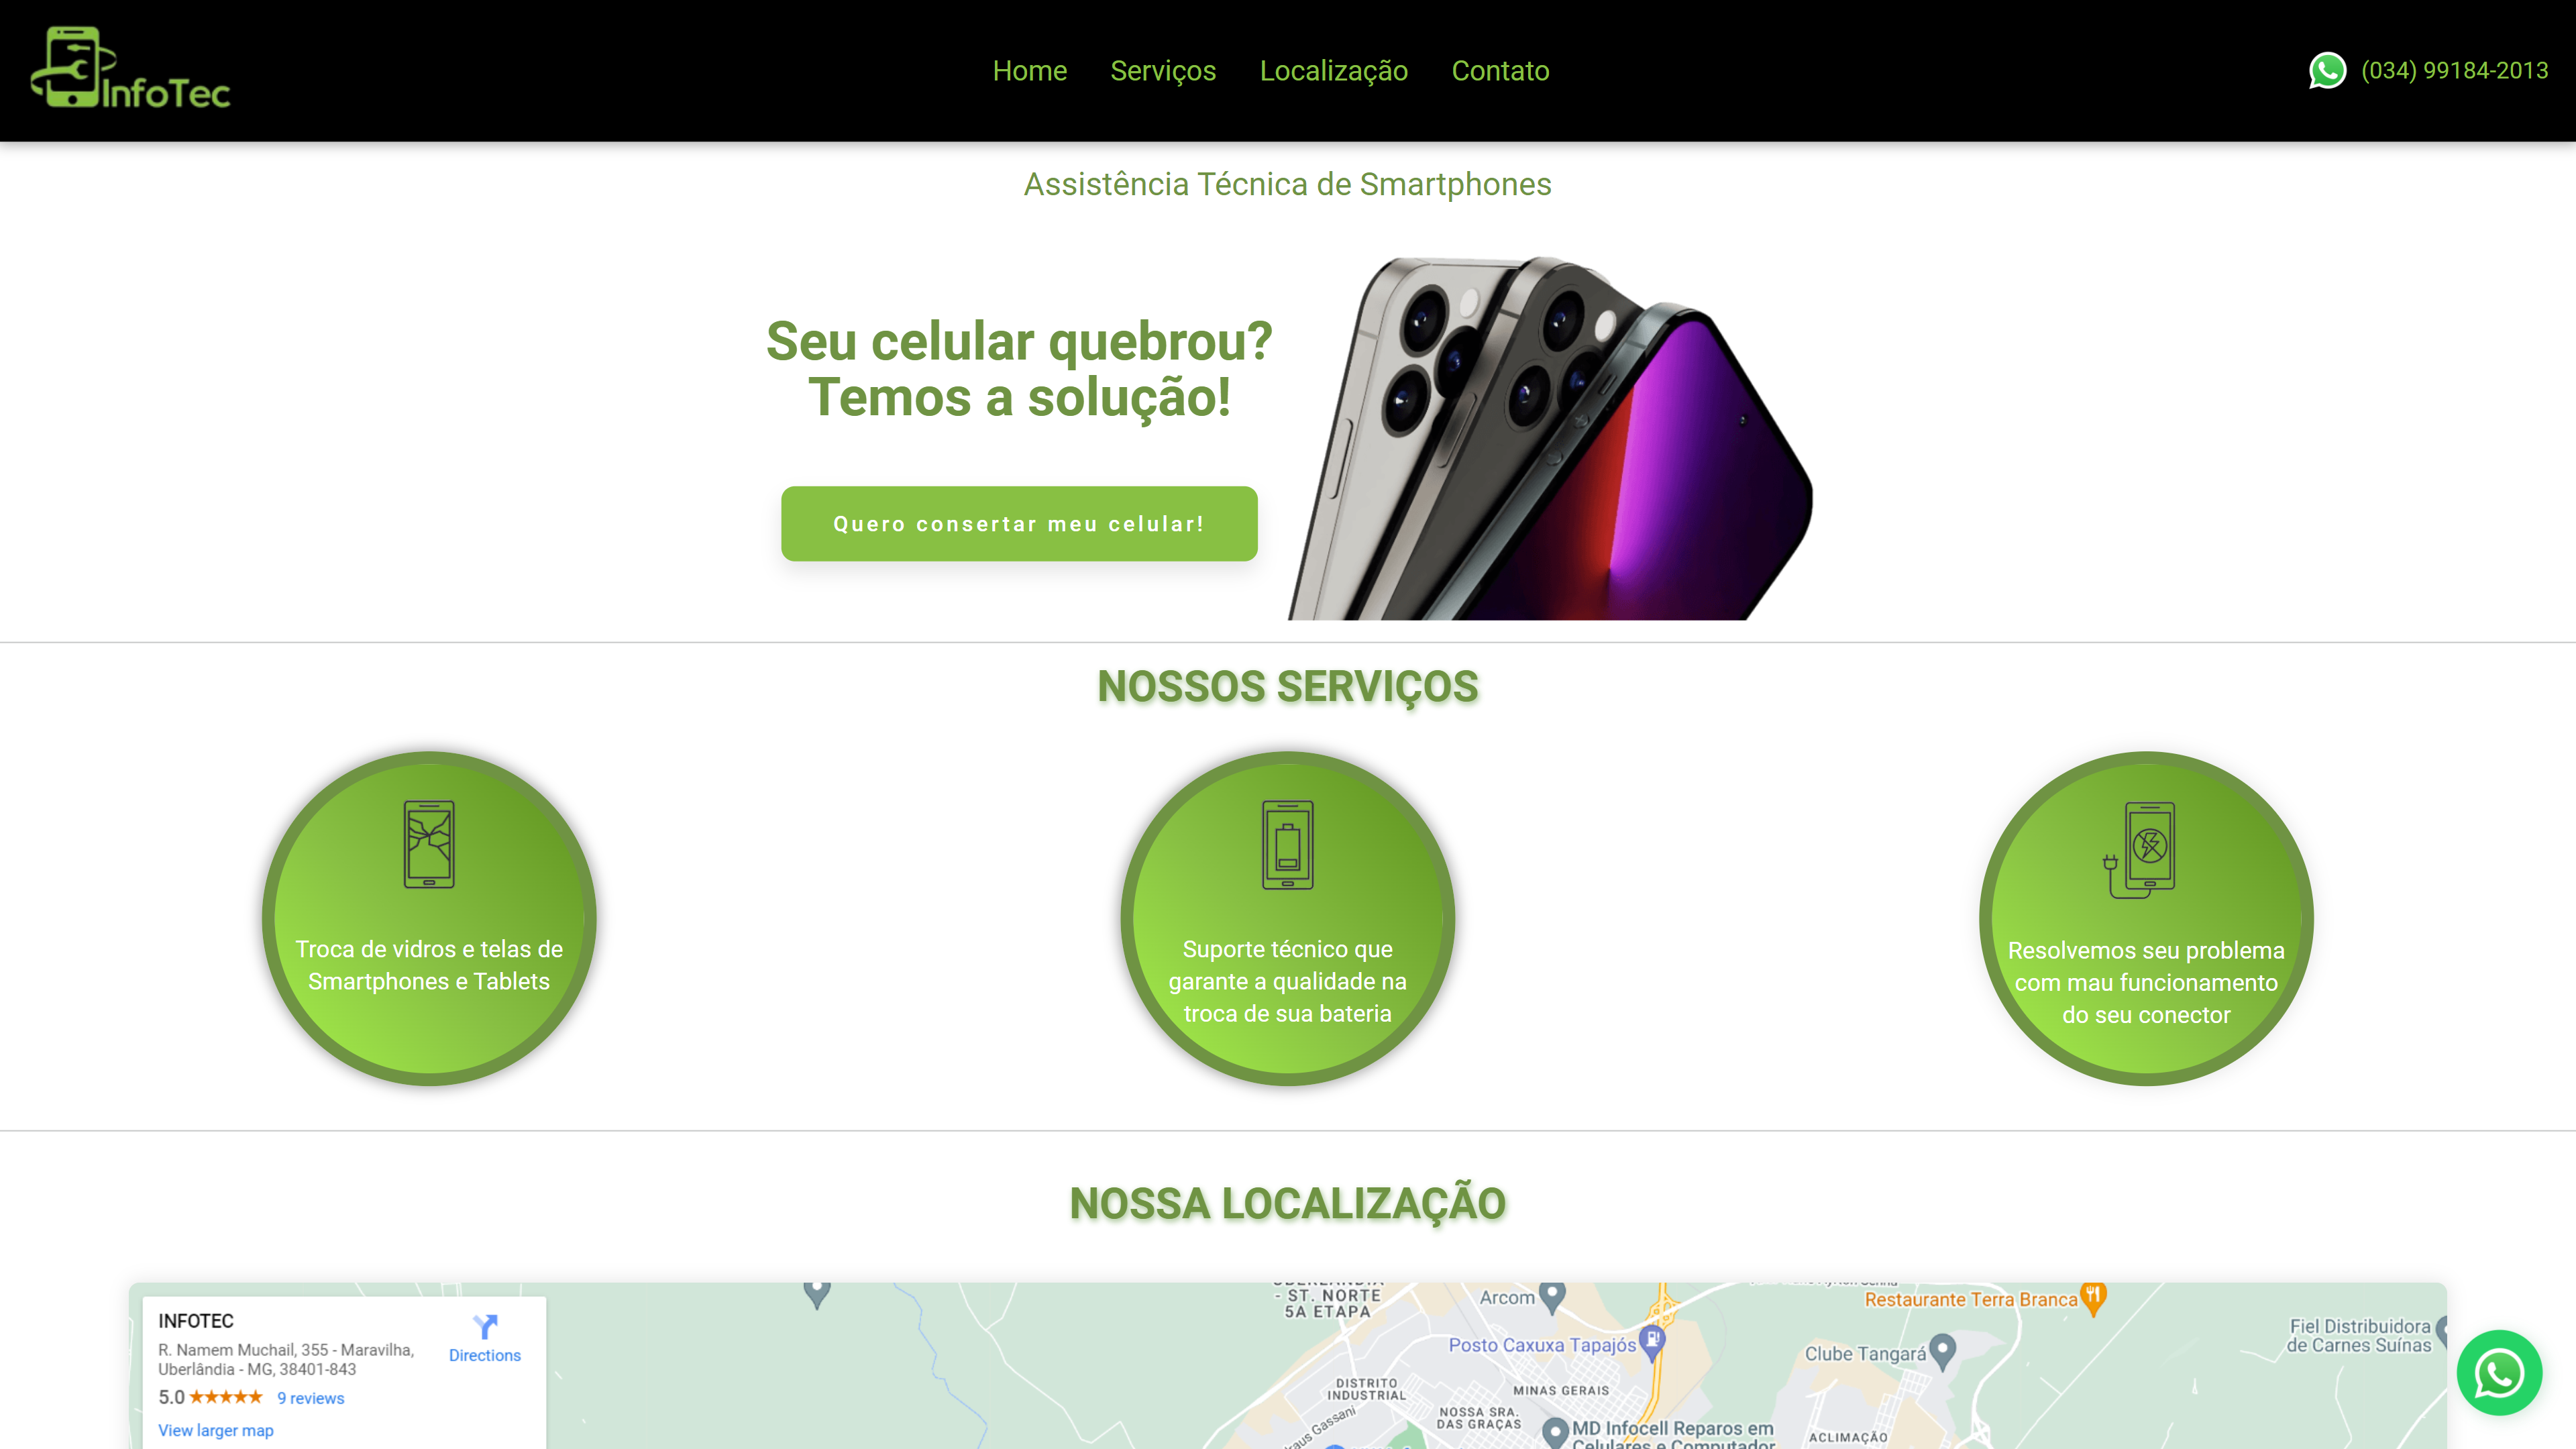 InfoTec
Home Serviços Localização Contato
(034) 99184-2013
Assistência Técnica de Smartphones
Seu celular quebrou?
Temos a solução!
Quero consertar meu celular!
NOSSOS SERVIÇOS
Troca de vidros e telas de
Smartphones e Tablets
Suporte técnico que
garante a qualidade na
troca de sua bateria
Resolvemos seu problema
com mau funcionamento
do seu conector
NOSSA LOCALIZAÇÃO
INFOTEC
R. Namem Muchail, 355 - Maravilha,
Uberlândia - MG, 38401-843
5.0 ★★★★★ 9 reviews
View larger map
Directions
UBERLÂNDIA
- ST. NORTE
5A ETAPA
Arcom
Posto Caxuxa Tapajós
Restaurante Terra Branca
Clube Tangará
Fiel Distribuidora
de Carnes Suínas
DISTRITO
INDUSTRIAL
MINAS GERAIS
NOSSA SRA.
DAS GRAÇAS
Gassani
MD Infocell Reparos em
Celulares e Computador
ACLIMAÇÃO